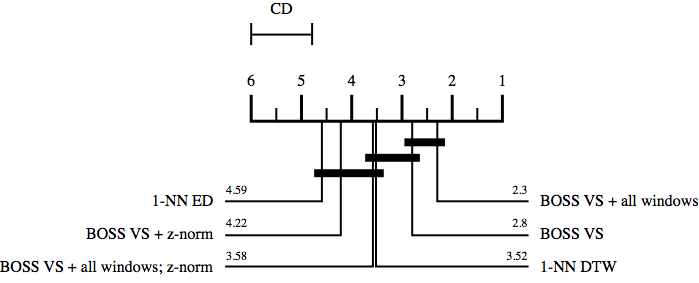 CD
6 5 4 3 2 1
4.59 2.3
1-NN ED BOSS VS + all windows
4.22 2.8
BOSS VS + z-norm BOSS VS
3.58 3.52
BOSS VS + all windows; z-norm 1-NN DTW